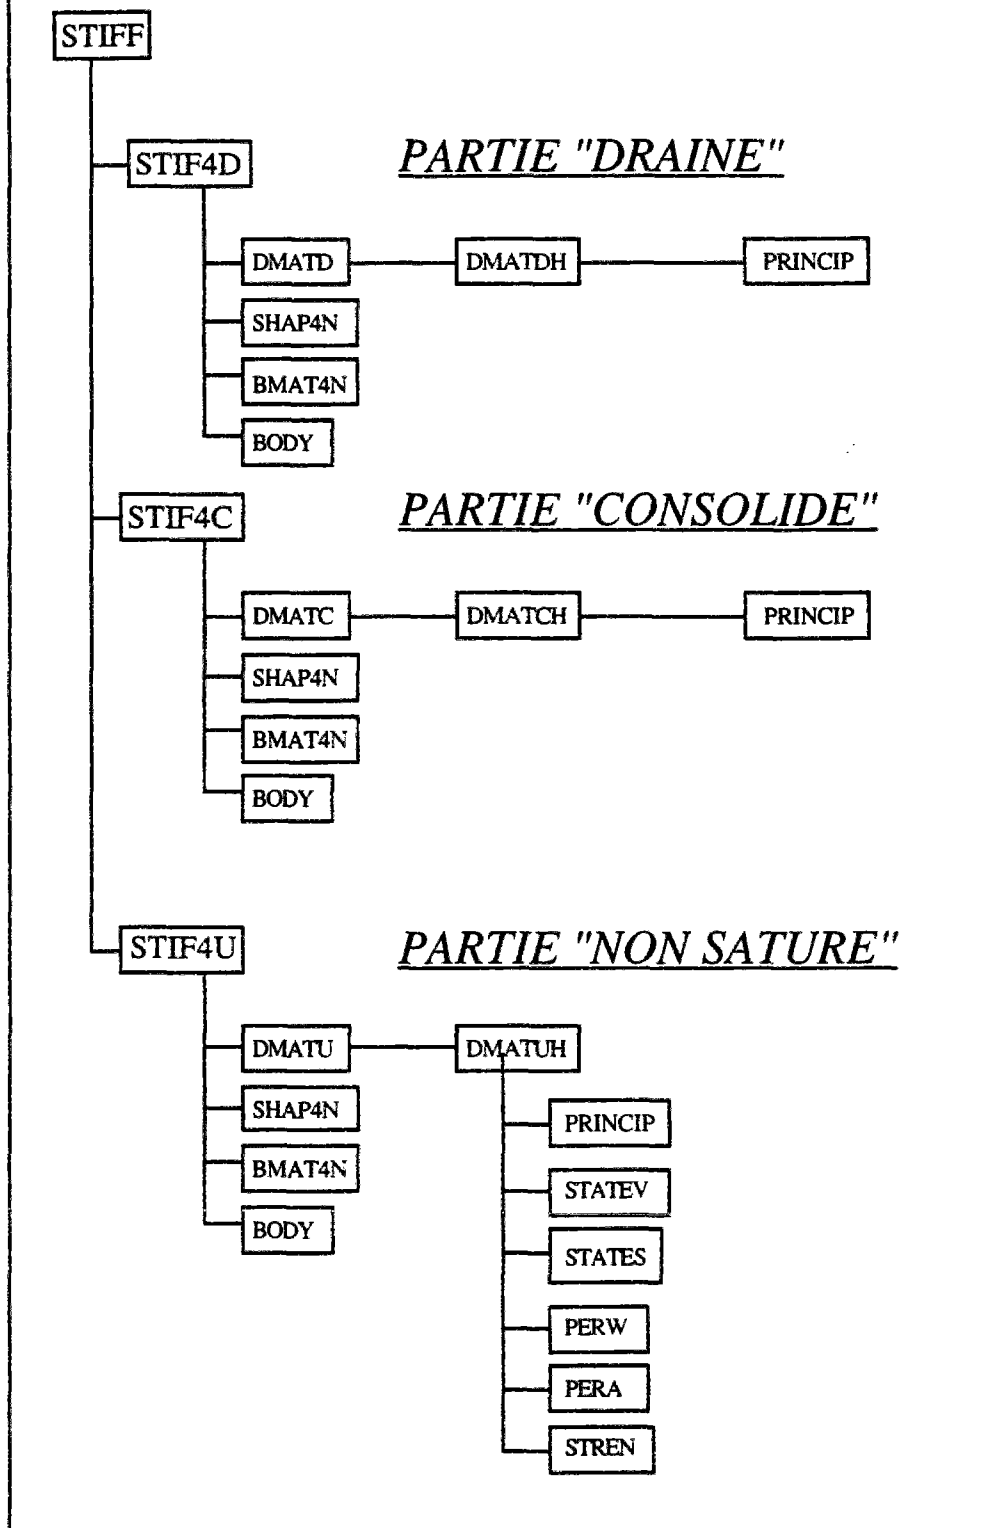 STIFF
STIF4D
PARTIE "DRAINE"
DMATD
DMATDH
PRINCIP
SHAP4N
BMAT4N
BODY
STIF4C
PARTIE "CONSOLIDE"
DMATC
DMATCH
PRINCIP
SHAP4N
BMAT4N
BODY
STIF4U
PARTIE "NON SATURE"
DMATU
DMATUH
SHAP4N
BMAT4N
BODY
PRINCIP
STATEV
STATES
PERW
PERA
STREN